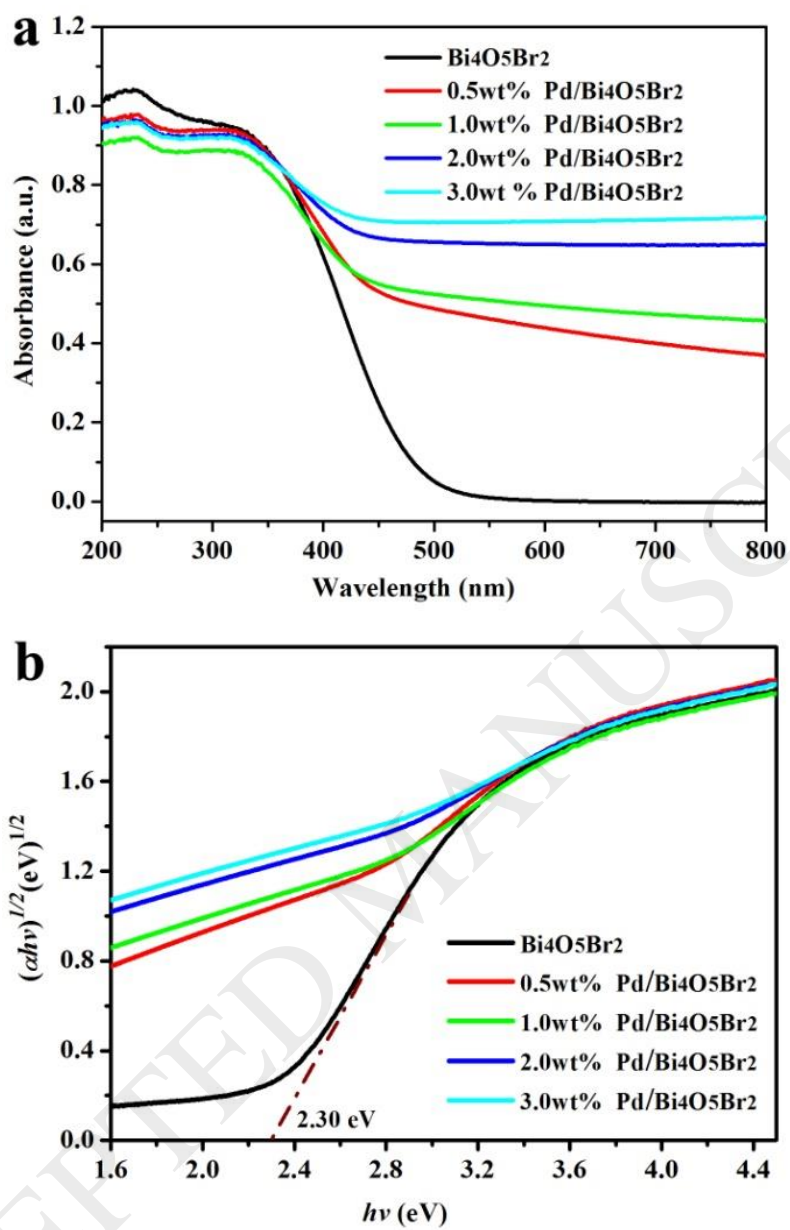 a
1.2
1.0
0.8
0.6
0.4
0.2
0.0
Absorbance (a.u.)
Bi4O5Br2
0.5wt% Pd/Bi4O5Br2
1.0wt% Pd/Bi4O5Br2
2.0wt% Pd/Bi4O5Br2
3.0wt % Pd/Bi4O5Br2
200 300 400 500 600 700 800
Wavelength (nm)
b
2.0
1.6
1.2
0.8
0.4
0.0
(αhν)^1/2 (eV)^1/2
Bi4O5Br2
0.5wt% Pd/Bi4O5Br2
1.0wt% Pd/Bi4O5Br2
2.0wt% Pd/Bi4O5Br2
3.0wt% Pd/Bi4O5Br2
2.30 eV
1.6 2.0 2.4 2.8 3.2 3.6 4.0 4.4
hν (eV)
EPTED MANUSC